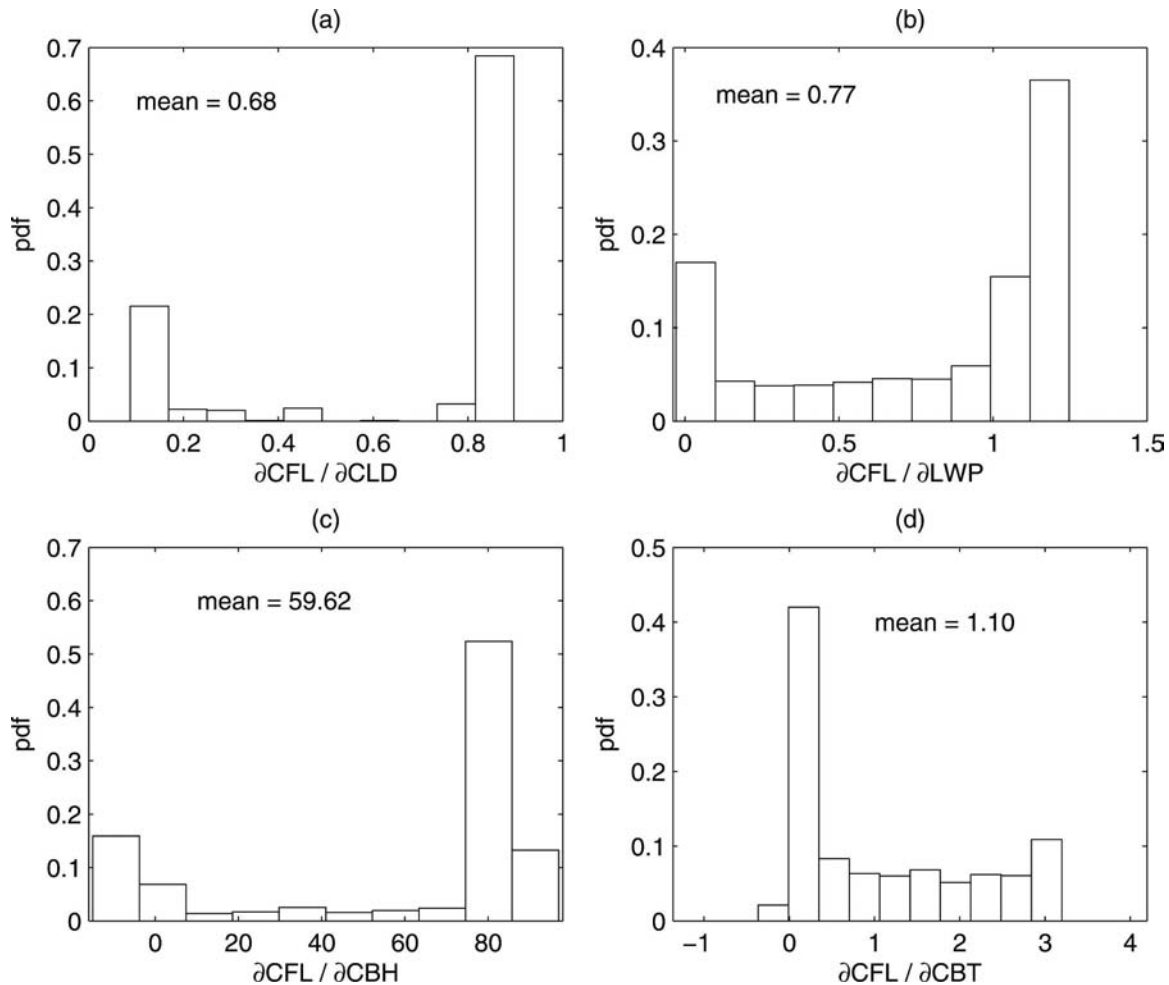 (a)
0.7
0.6
0.5
0.4
0.3
0.2
0.1
0
pdf
mean = 0.68
0 0.2 0.4 0.6 0.8 1
∂CFL / ∂CLD
(b)
0.4
0.3
0.2
0.1
0
pdf
mean = 0.77
0 0.5 1 1.5
∂CFL / ∂LWP
(c)
0.7
0.6
0.5
0.4
0.3
0.2
0.1
0
pdf
mean = 59.62
0 20 40 60 80
∂CFL / ∂CBH
(d)
0.5
0.4
0.3
0.2
0.1
0
pdf
mean = 1.10
−1 0 1 2 3 4
∂CFL / ∂CBT